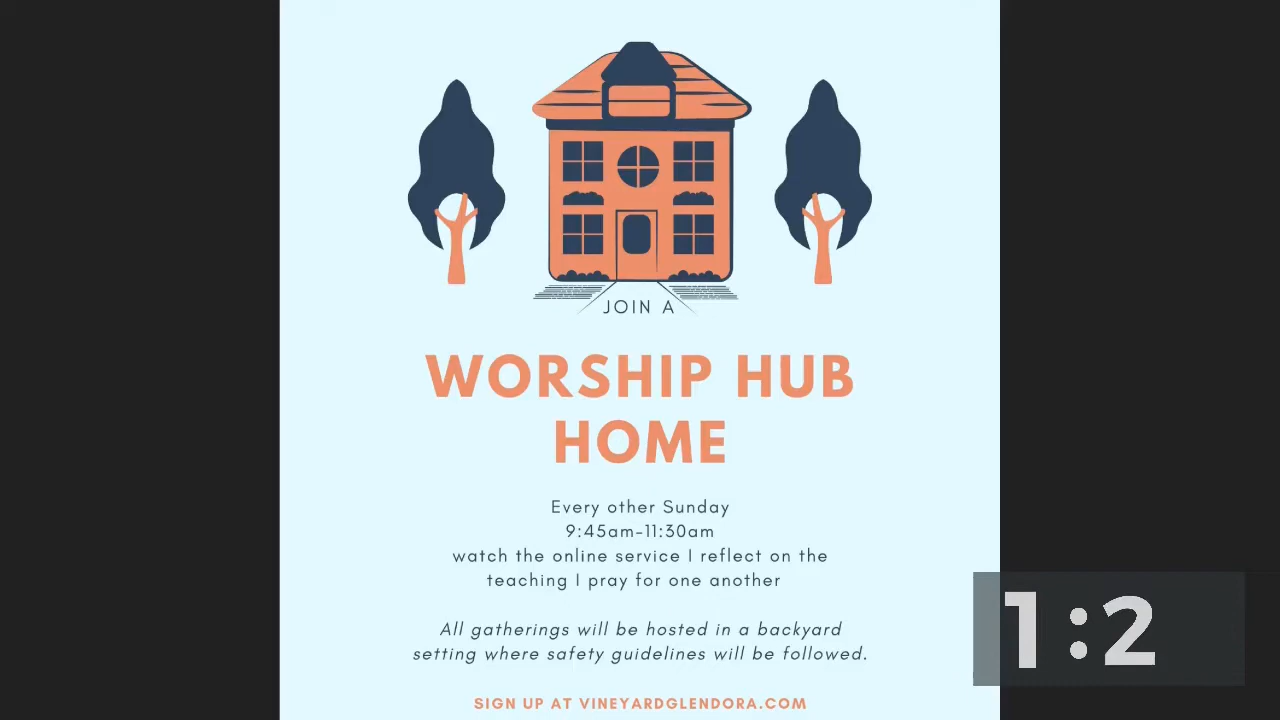 JOIN A
WORSHIP HUB
HOME
Every other Sunday
9:45am-11:30am
watch the online service I reflect on the
teaching I pray for one another
All gatherings will be hosted in a backyard
setting where safety guidelines will be followed.
SIGN UP AT VINEYARDGLENDORA.COM
1:2